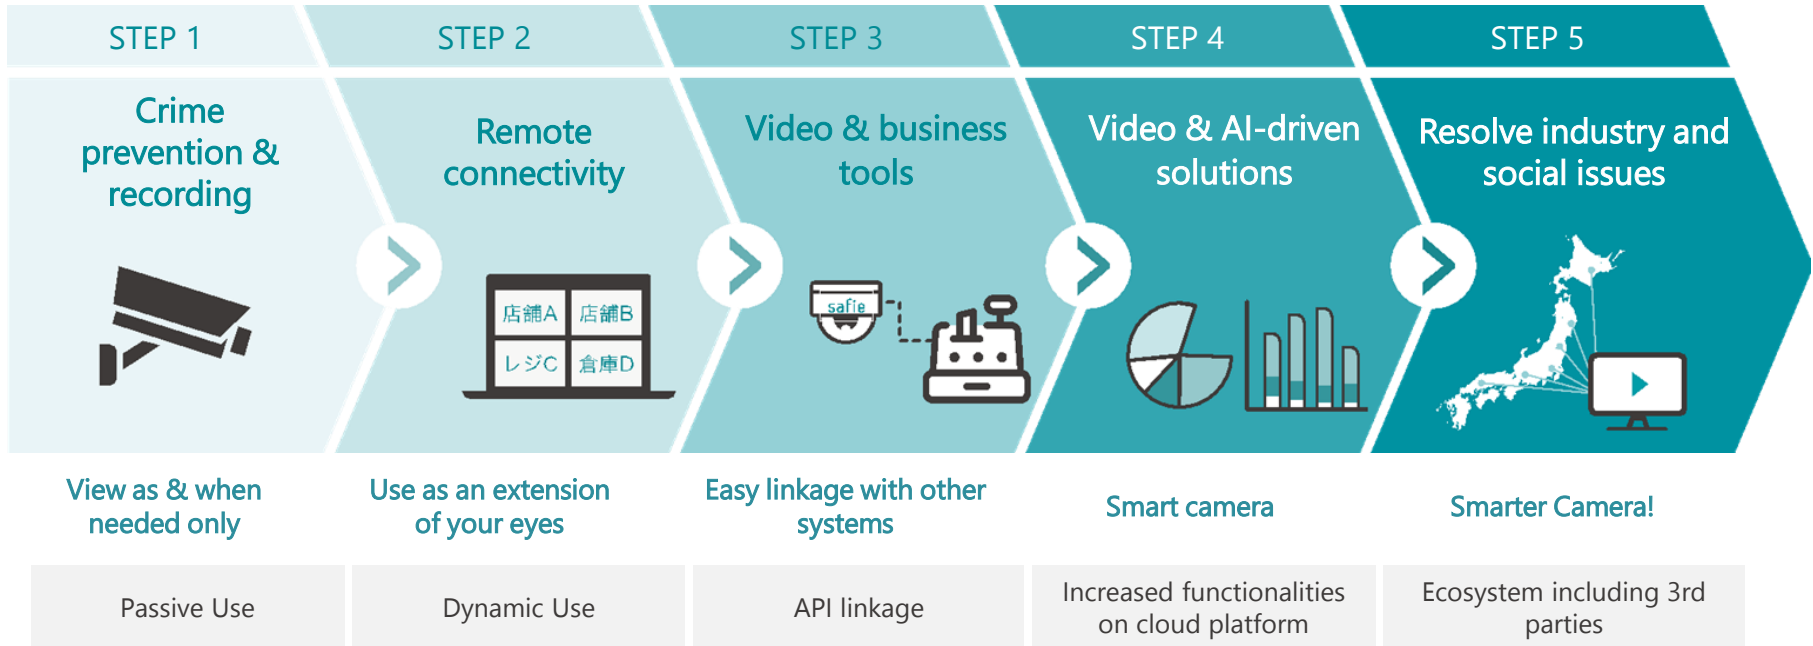 STEP 1
STEP 2
STEP 3
STEP 4
STEP 5
Crime
prevention &
recording
Remote
connectivity
店舗A
店舗B
レジC
倉庫D
Video & business
tools
safie
Video & AI-driven
solutions
Resolve industry and
social issues
View as & when
needed only
Use as an extension
of your eyes
Easy linkage with other
systems
Smart camera
Smarter Camera!
Passive Use
Dynamic Use
API linkage
Increased functionalities
on cloud platform
Ecosystem including 3rd
parties